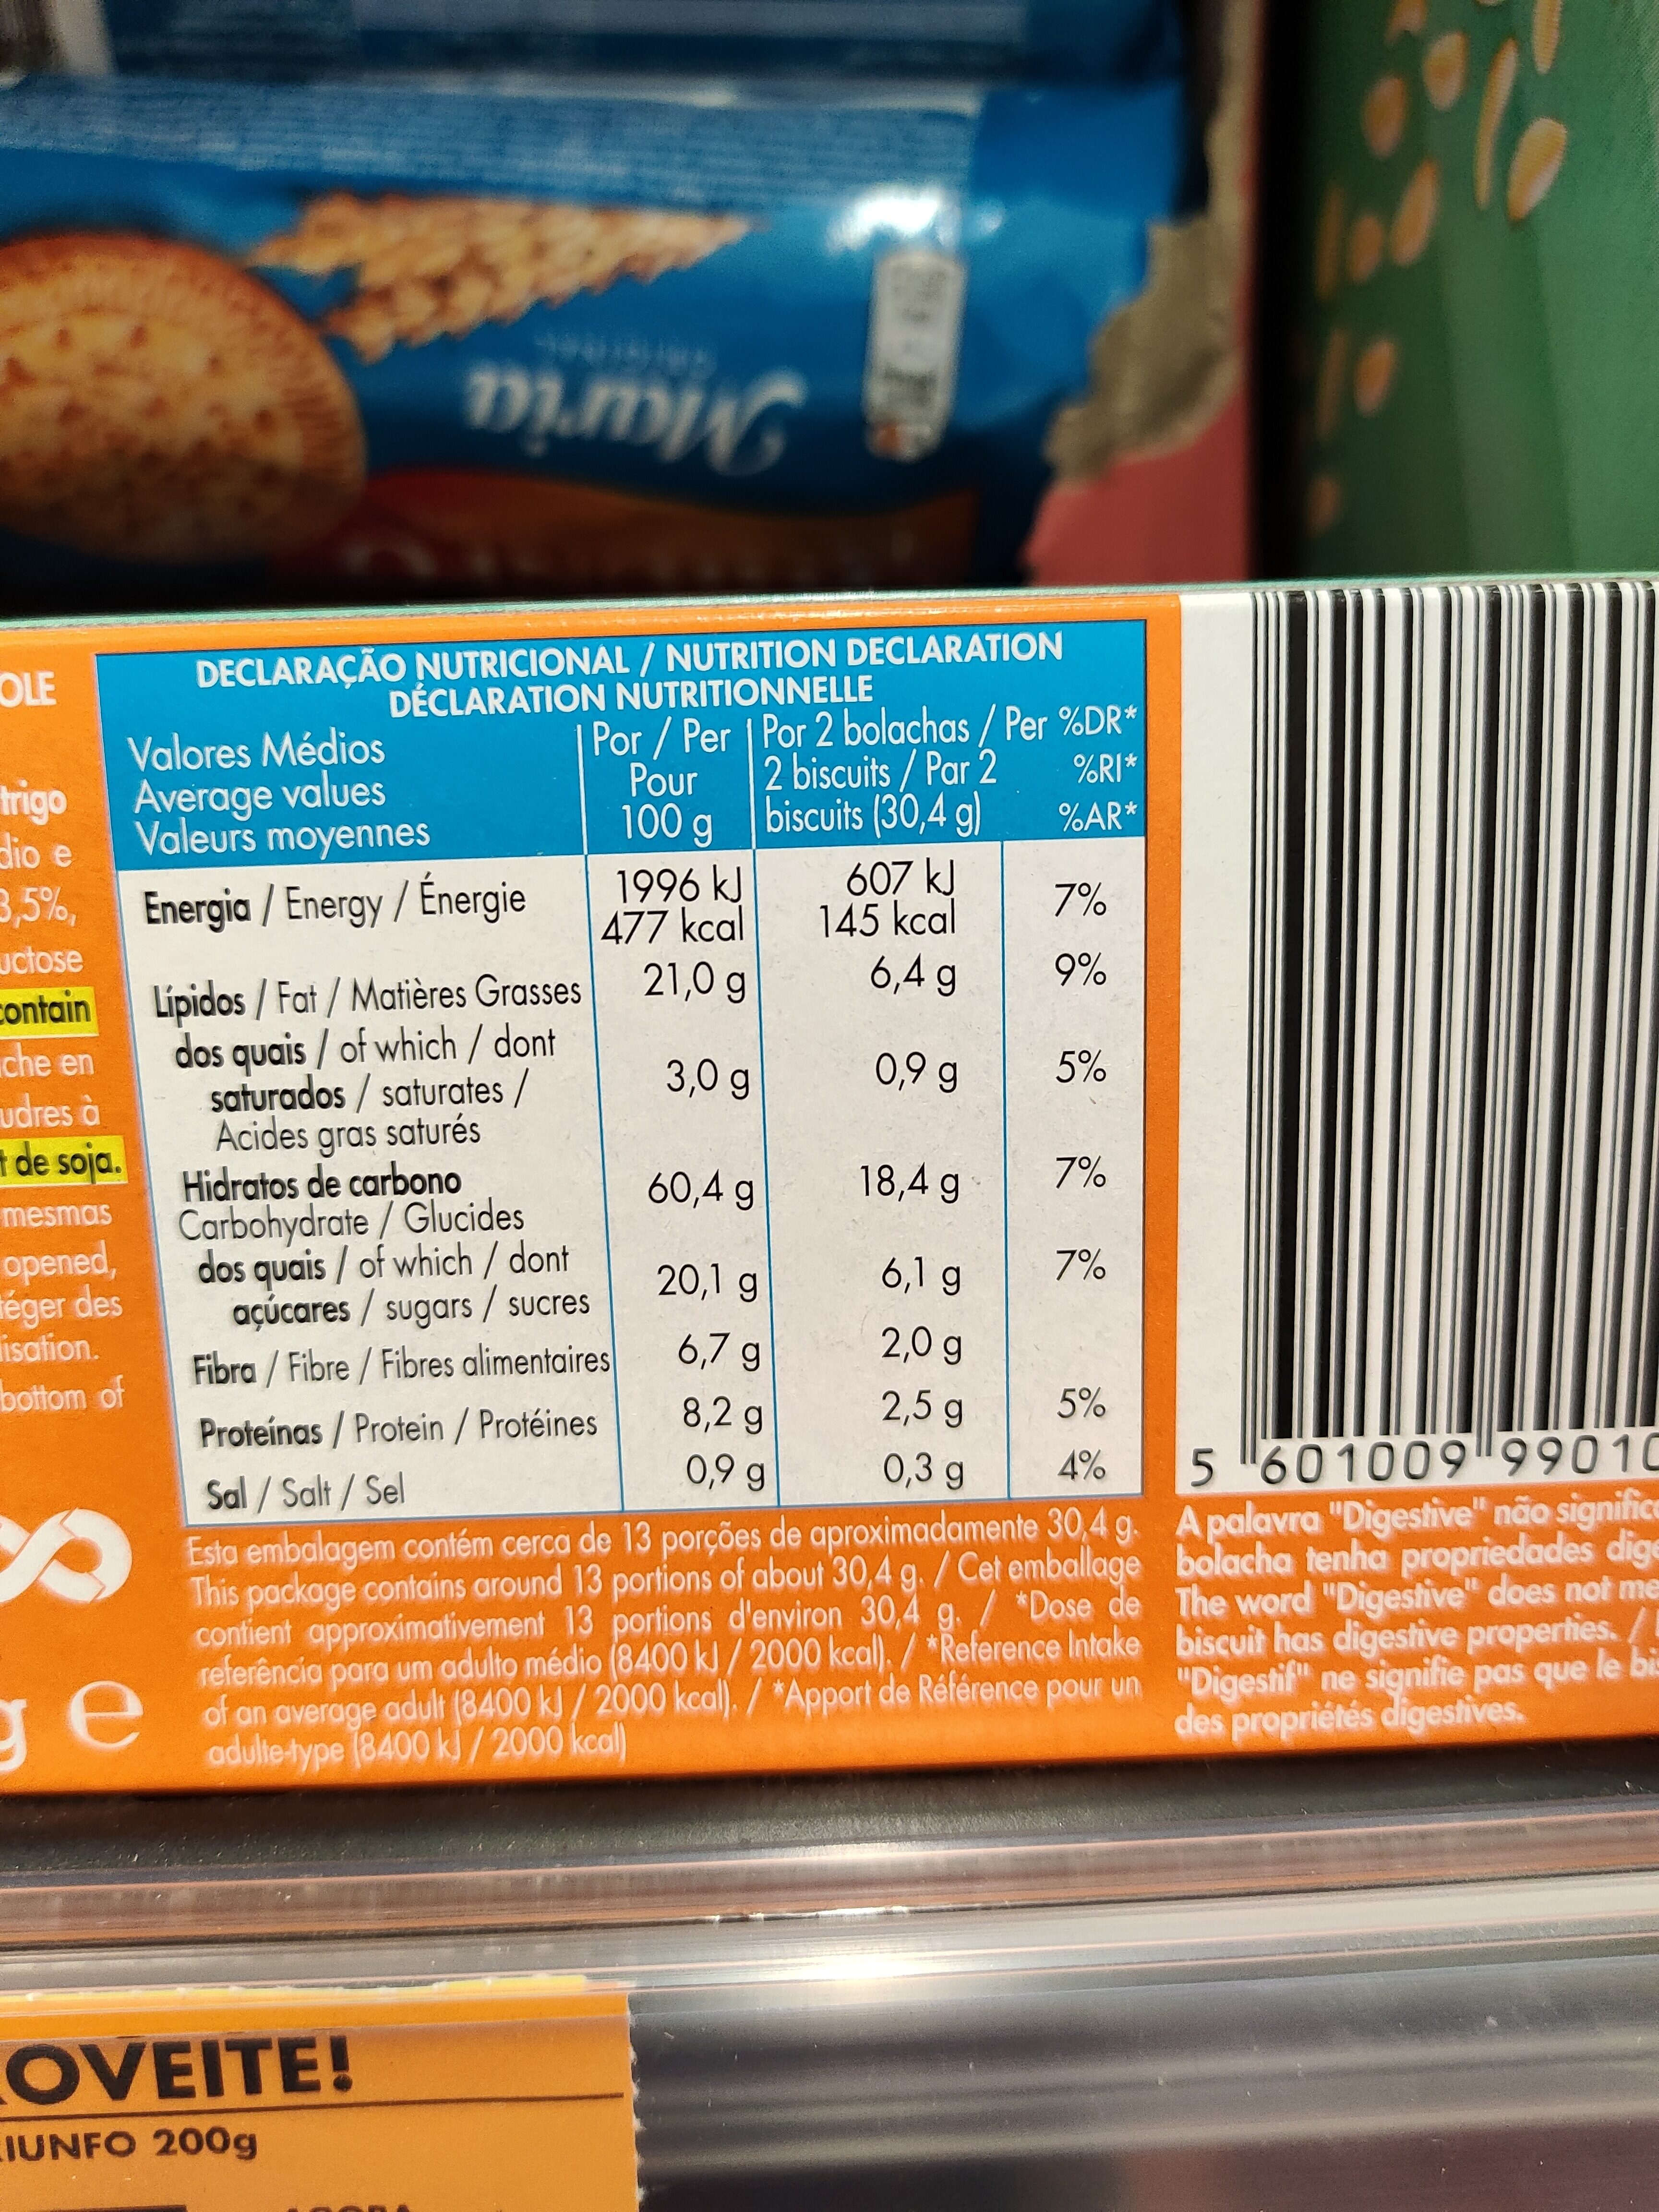 Maria
ORIGINAL
OLE
trigo
dio e
3,5%,
uctose
contain
che en
udres à
t de soja.
mesmas
opened,
téger des
lisation.
bottom of
g e
DECLARAÇÃO NUTRICIONAL / NUTRITION DECLARATION
DÉCLARATION NUTRITIONNELLE
Valores Médios
Average values
Valeurs moyennes
Por / Per
Pour
100 g
Por 2 bolachas / Per
2 biscuits / Par 2
biscuits (30,4 g)
%DR*
%RI*
%AR*
Energia / Energy / Énergie 1996 kJ 607 kJ 7%
477 kcal 145 kcal
Lípidos / Fat / Matières Grasses 21,0 g 6,4 g 9%
dos quais / of which / dont
saturados / saturates / 3,0 g 0,9 g 5%
Acides gras saturés
Hidratos de carbono 60,4 g 18,4 g 7%
Carbohydrate / Glucides
dos quais / of which / dont 20,1 g 6,1 g 7%
açúcares / sugars / sucres
Fibra / Fibre / Fibres alimentaires 6,7 g 2,0 g
Proteínas / Protein / Protéines 8,2 g 2,5 g 5%
Sal / Salt / Sel 0,9 g 0,3 g 4%
Esta embalagem contém cerca de 13 porções de aproximadamente 30,4 g.
This package contains around 13 portions of about 30,4 g. / Cet emballage
contient approximativement 13 portions d'environ 30,4 g. / *Dose de
referência para um adulto médio (8400 kJ / 2000 kcal). / *Reference Intake
of an average adult (8400 kJ / 2000 kcal). / *Apport de Référence pour un
adulte-type (8400 kJ / 2000 kcal)
5 601009 99010
A palavra "Digestive" não significa
bolacha tenha propriedades dige
The word "Digestive" does not me
biscuit has digestive properties. /
"Digestif" ne signifie pas que le bis
des propriétés digestives.
OVEITE!
RIUNFO 200g